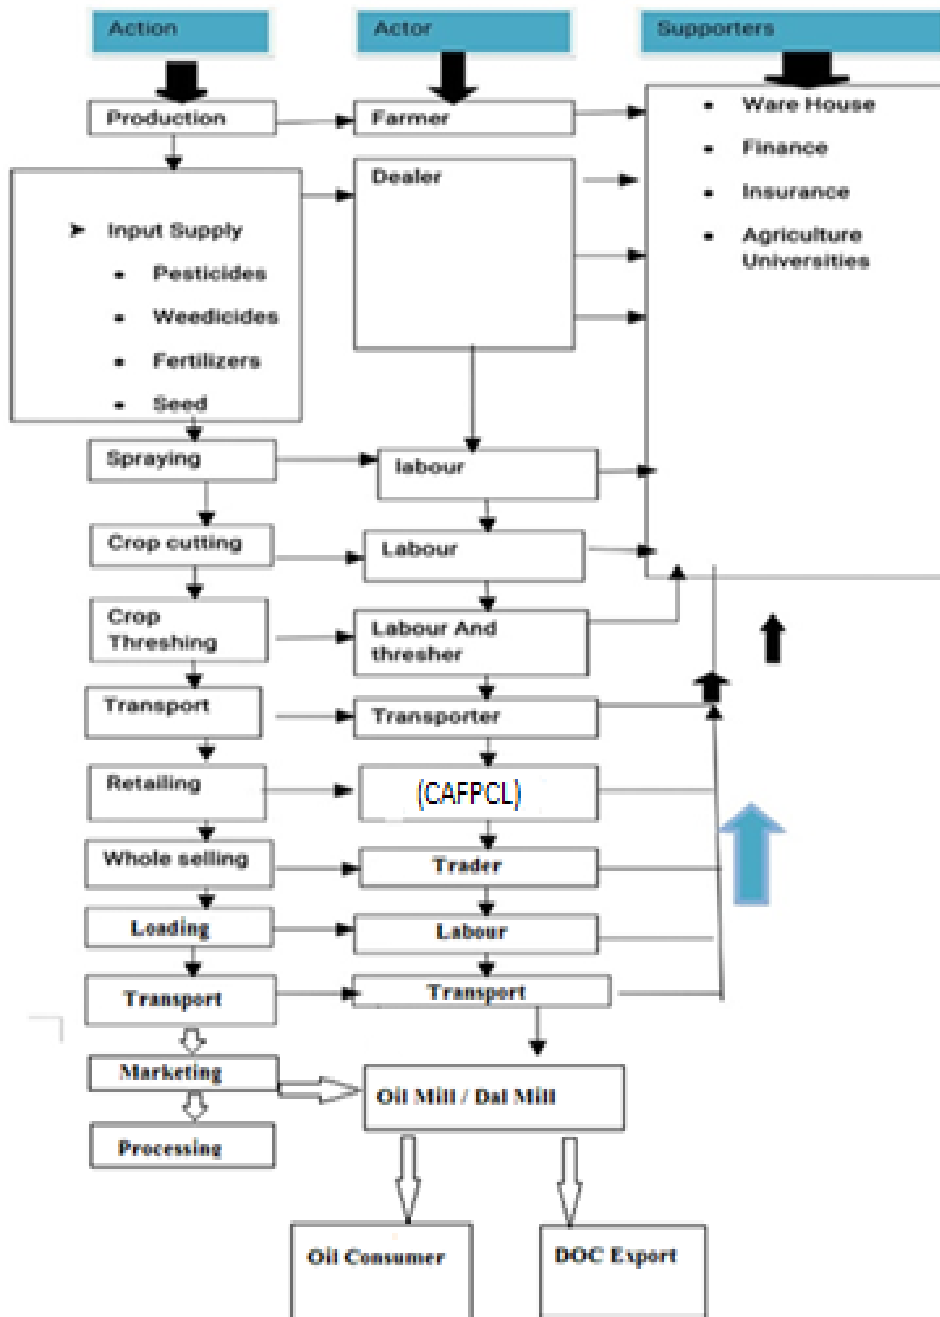 Action
Actor
Supporters
Production
Farmer
• Ware House
• Finance
• Insurance
• Agriculture
Universities
Dealer
➤ Input Supply
• Pesticides
• Weedicides
• Fertilizers
• Seed
Spraying
labour
Crop cutting
Labour
Crop
Threshing
Labour And
thresher
Transport
Transporter
Retailing
(CAFPCL)
Whole selling
Trader
Loading
Labour
Transport
Transport
Marketing
Oil Mill / Dal Mill
Processing
Oil Consumer
DOC Export